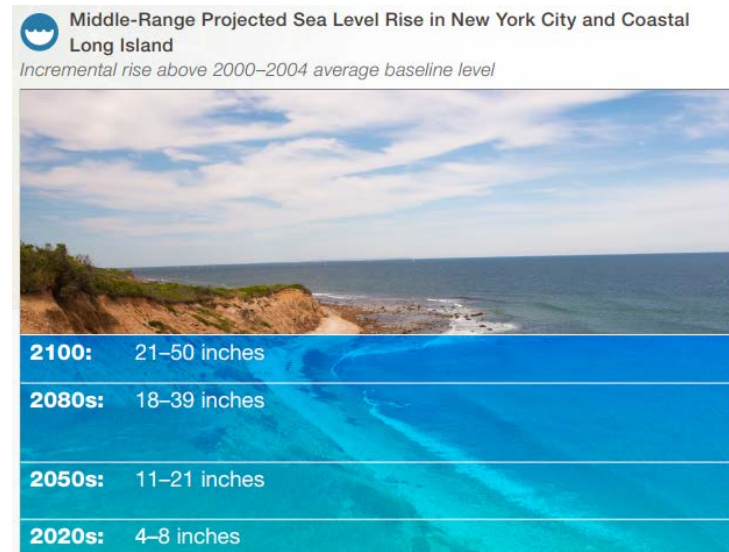 Middle-Range Projected Sea Level Rise in New York City and Coastal
Long Island
Incremental rise above 2000–2004 average baseline level
2100: 21–50 inches
2080s: 18–39 inches
2050s: 11–21 inches
2020s: 4–8 inches